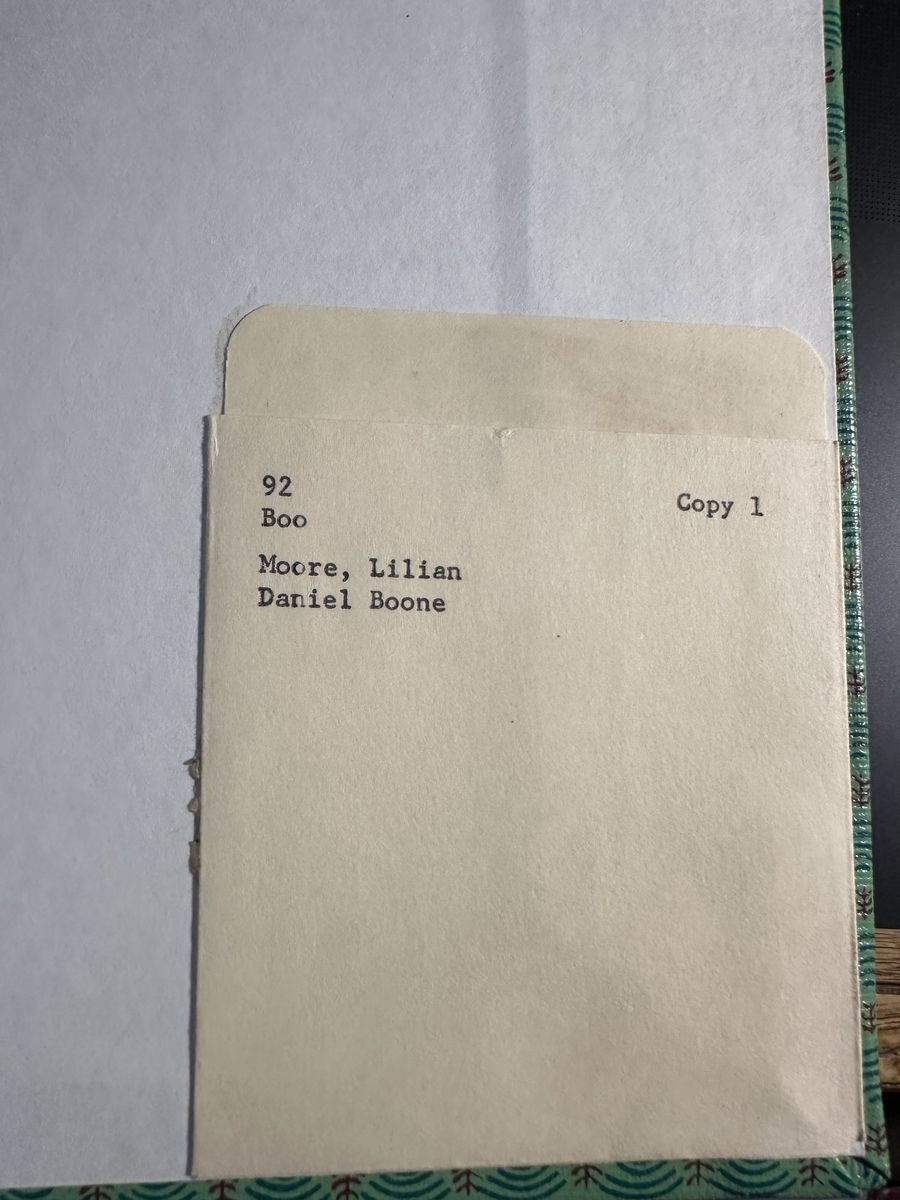 92
Boo
Copy 1
Moore, Lilian
Daniel Boone